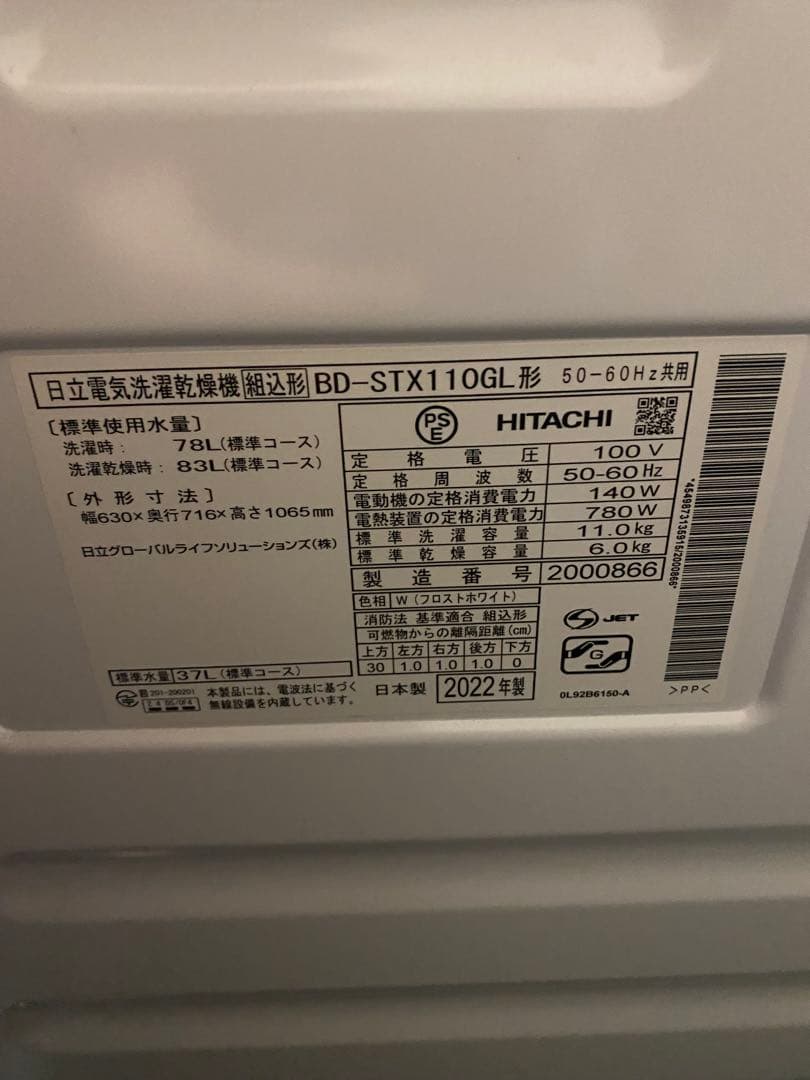 日立電気洗濯乾燥機 組込形 BD-STX110GL形 50-60Hz共用
〔標準使用水量〕
洗濯時： 78L(標準コース)
洗濯乾燥時：83L(標準コース)
〔外形寸法〕
幅630×奥行716×高さ1065mm
日立グローバルライフソリューションズ(株)
PS
E
HITACHI
定格電圧 100V
定格周波数 50-60Hz
電動機の定格消費電力 140W
電熱装置の定格消費電力 780W
標準洗濯容量 11.0kg
標準乾燥容量 6.0kg
製造番号 2000866
色相 W（フロストホワイト）
消防法 基準適合 組込形
可燃物からの離隔距離(cm)
上方 左方 右方 後方 下方
30 1.0 1.0 1.0 0
標準水量 37L(標準コース)
201-200201
2.4 DS/OF4
本製品には、電波法に基づく
無線設備を内蔵しています。
日本製 2022年製
S JET
G
0L92B6150-A
*4549873135915/2000866*
>PP<